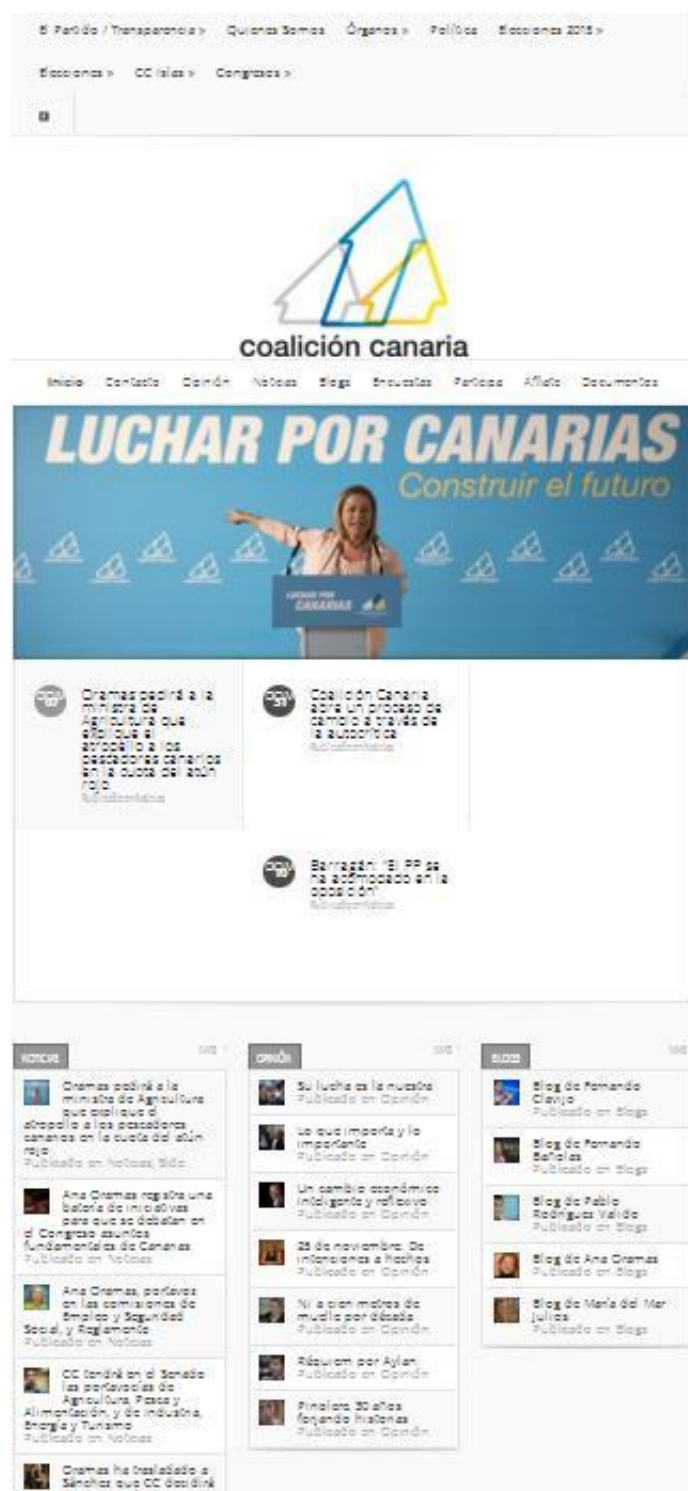 El Partido / Transparencia » Quienes Somos Órganos » Política Elecciones 2015 »
Elecciones » CC Islas » Congresos »
coalición canaria
Inicio Contacto Opinión Noticias Blogs Encuestas Participa Afíliate Documentos
LUCHAR POR CANARIAS
Construir el futuro
LUCHAR POR
CANARIAS
Oramas pedirá a la
ministra de
Agricultura que
explique el
atropello a los
pescadores canarios
en la cuota del atún
rojo
Coalición Canaria
abre un proceso de
cambio a través de
la autocrítica
Barragán: "El PP se
ha acomodado en la
oposición"
NOTICIAS
Oramas pedirá a la
ministra de Agricultura
que explique el
atropello a los pescadores
canarios en la cuota del atún
rojo
Publicado en Noticias, Slide
Ana Oramas registra una
batería de iniciativas
para que se debatan en
el Congreso asuntos
fundamentales de Canarias
Publicado en Noticias
Ana Oramas, portavoz
en las comisiones de
Empleo y Seguridad
Social, y Reglamento
Publicado en Noticias
CC tendrá en el Senado
las portavocías de
Agricultura, Pesca y
Alimentación, y de Industria,
Energía y Turismo
Publicado en Noticias
Oramas ha trasladado a
Sánchez que CC decidirá
OPINIÓN
Su lucha es la nuestra
Publicado en Opinión
Lo que importa y lo
importante
Publicado en Opinión
Un cambio económico
inteligente y reflexivo
Publicado en Opinión
25 de noviembre. De
intenciones a hechos
Publicado en Opinión
Ni a cien metros de
muelle por década
Publicado en Opinión
Réquiem por Aylan
Publicado en Opinión
Pinolere, 30 años
forjando historias
Publicado en Opinión
BLOGS
Blog de Fernando
Clavijo
Publicado en Blogs
Blog de Fernando
Bañolas
Publicado en Blogs
Blog de Pablo
Rodríguez Valido
Publicado en Blogs
Blog de Ana Oramas
Publicado en Blogs
Blog de María del Mar
Julios
Publicado en Blogs